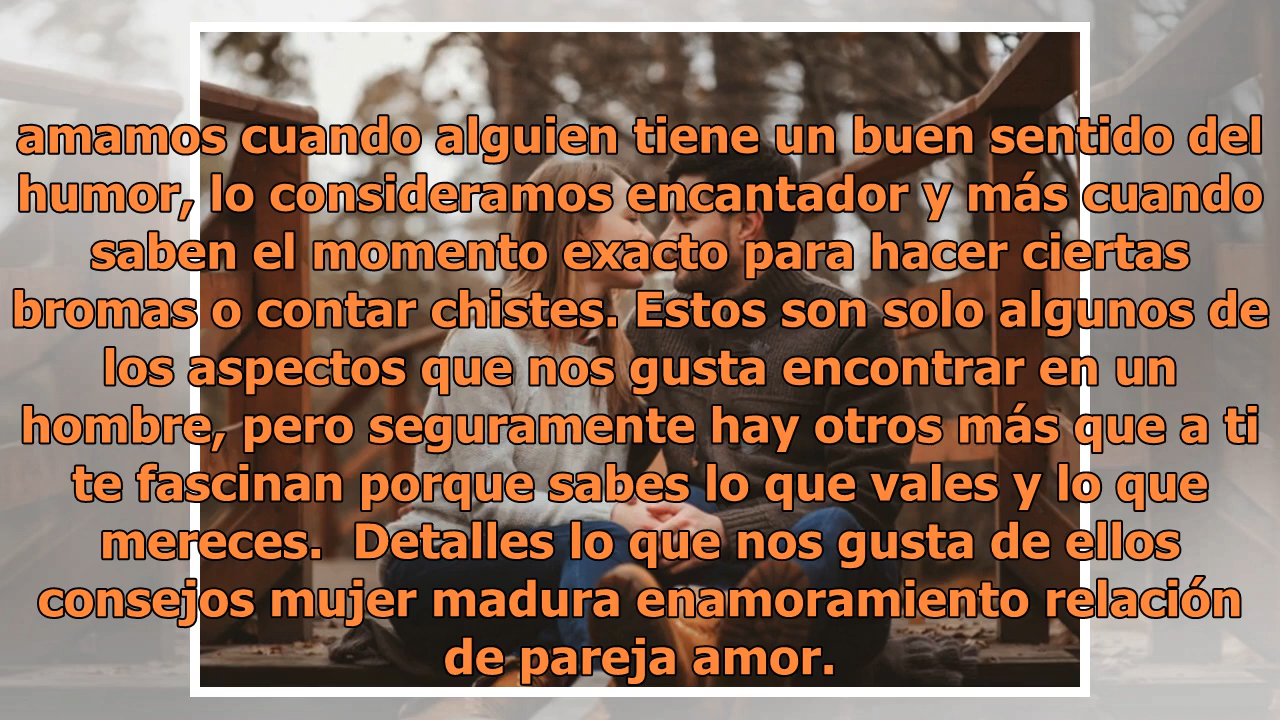 amamos cuando alguien tiene un buen sentido del
humor, lo consideramos encantador y más cuando
saben el momento exacto para hacer ciertas
bromas o contar chistes. Estos son solo algunos de
los aspectos que nos gusta encontrar en un
hombre, pero seguramente hay otros más que a ti
te fascinan porque sabes lo que vales y lo que
mereces.  Detalles lo que nos gusta de ellos
consejos mujer madura enamoramiento relación
de pareja amor.